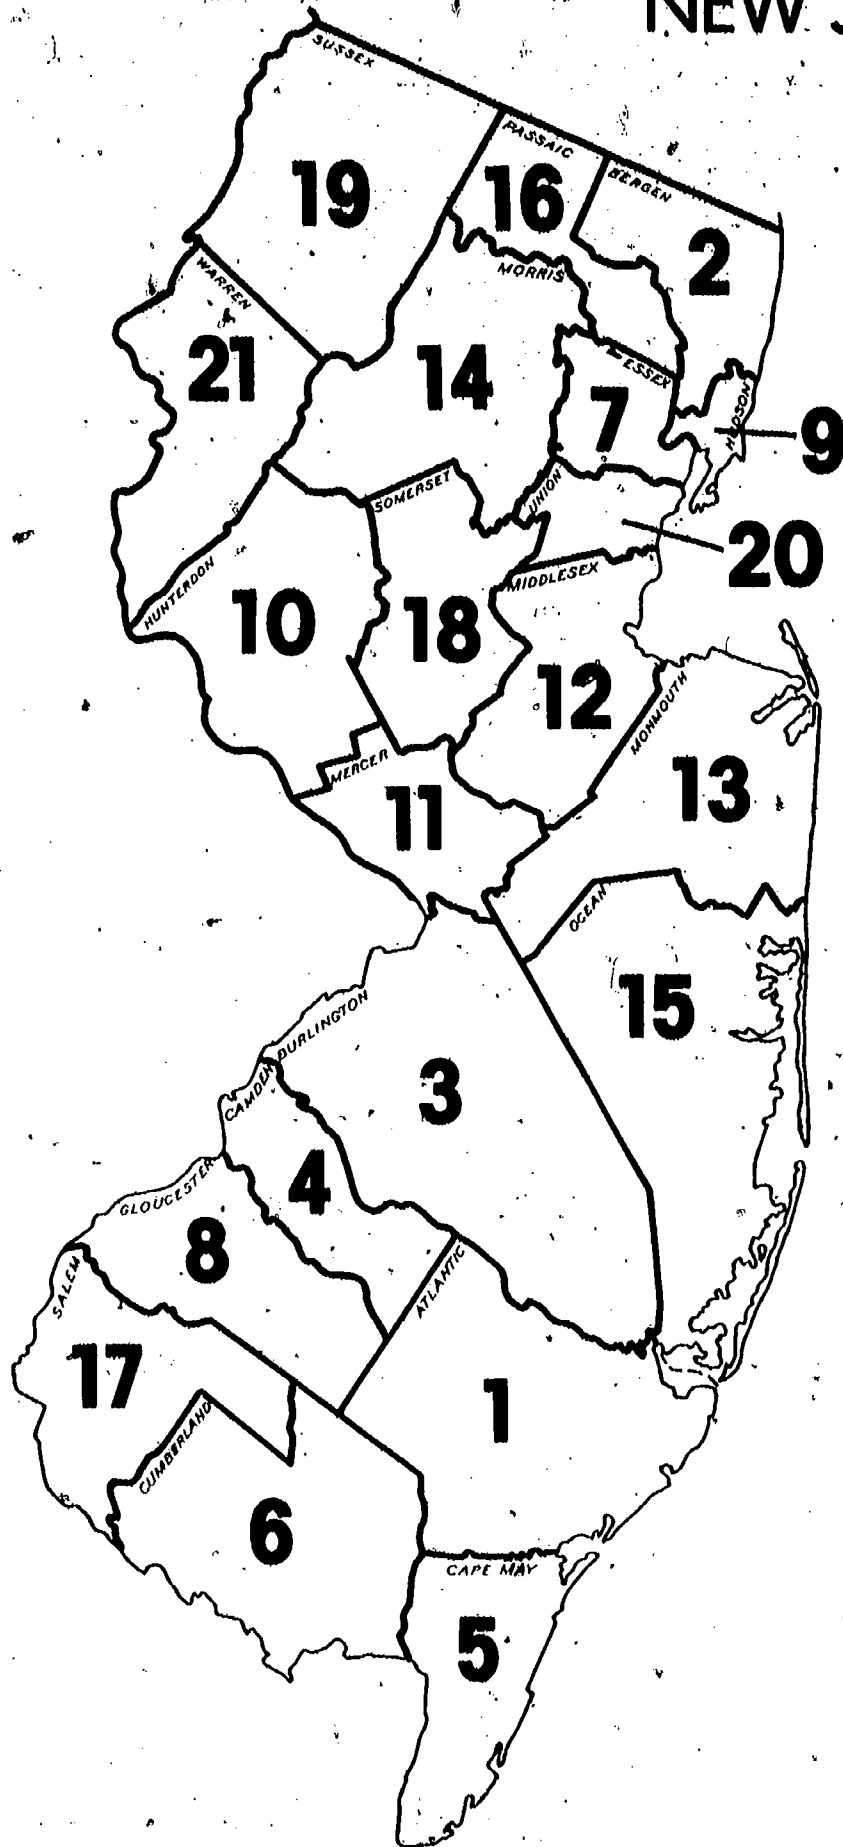 NEW
SUSSEX
PASSAIC
BERGEN
19
16
2
WARREN
MORRIS
21
14
ESSEX
7
HUDSON
9
SOMERSET
UNION
20
HUNTERDON
MIDDLESEX
10
18
12
MONMOUTH
MERCER
11
13
OCEAN
15
BURLINGTON
CAMDEN
3
4
GLOUCESTER
8
ATLANTIC
SALEM
17
1
CUMBERLAND
6
CAPE MAY
5